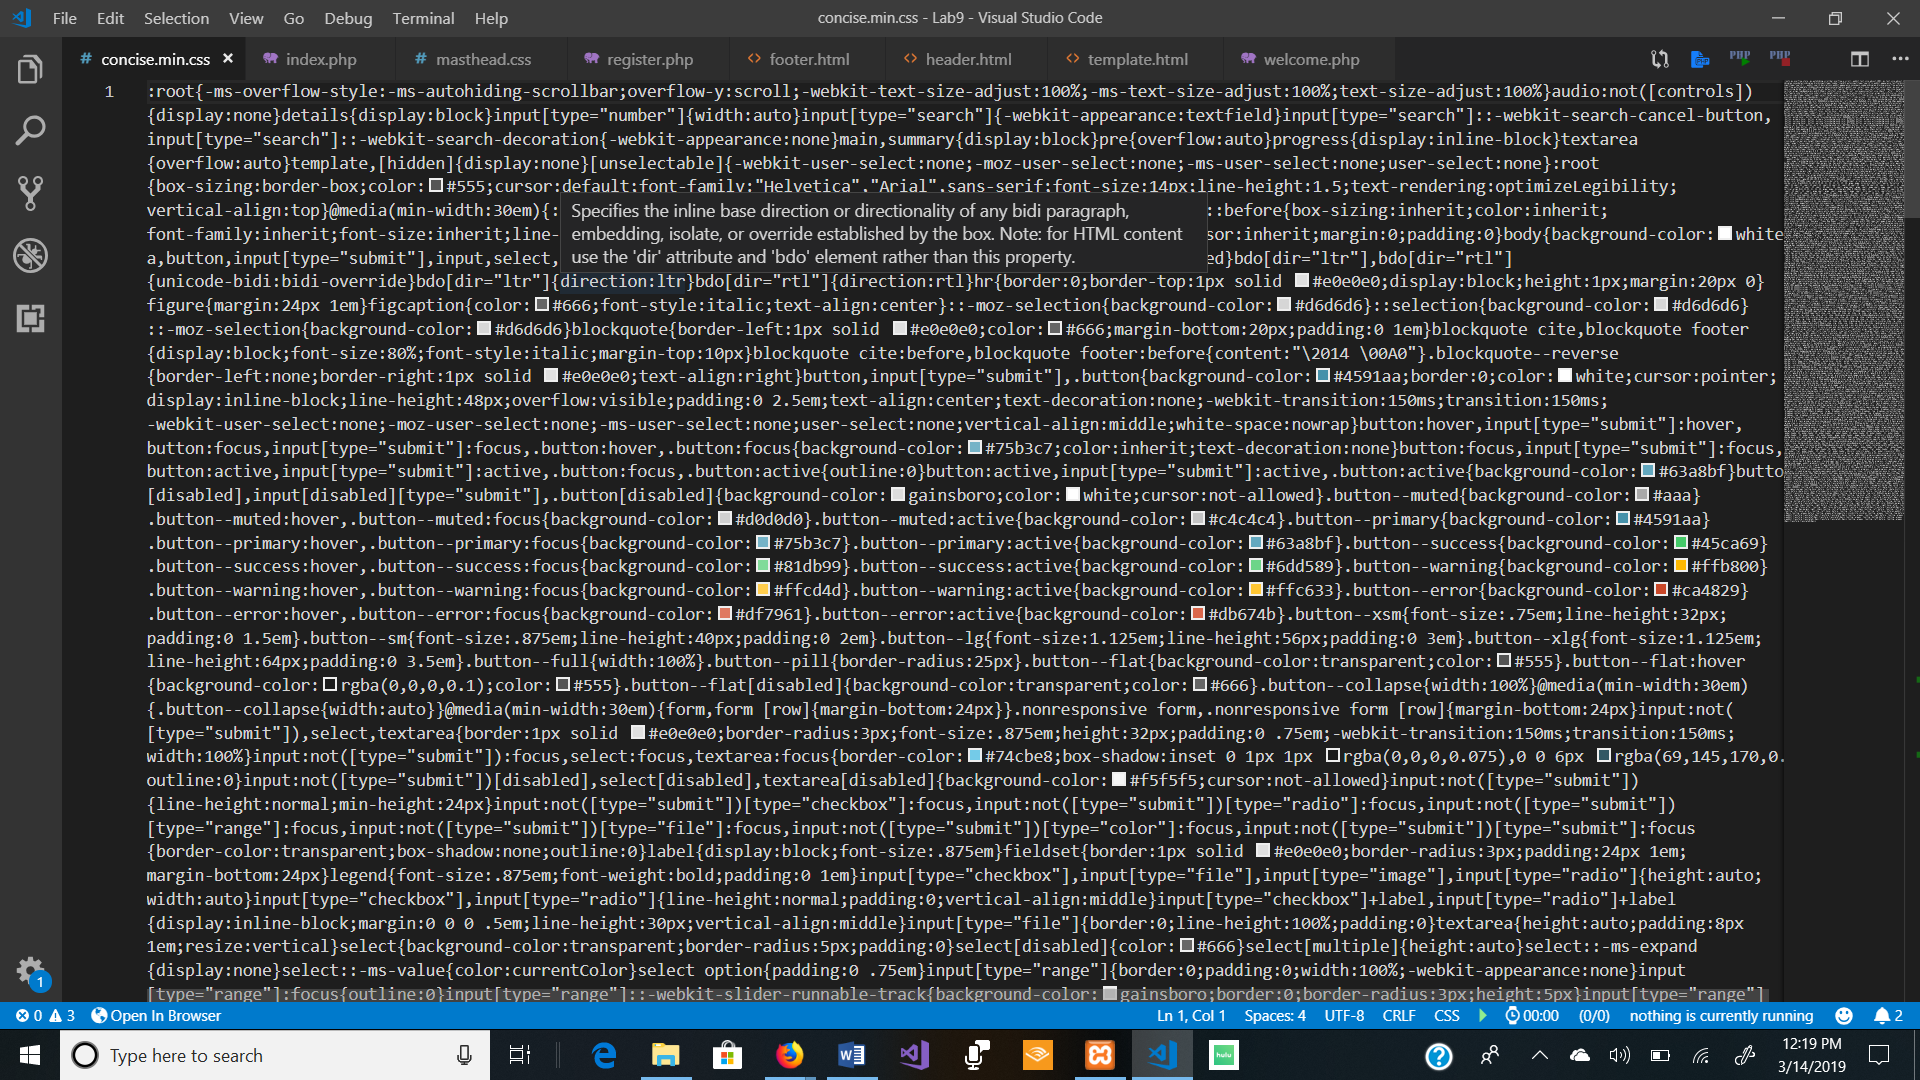 File Edit Selection View Go Debug Terminal Help
concise.min.css - Lab9 - Visual Studio Code
# concise.min.css × index.php # masthead.css register.php <> footer.html <> header.html <> template.html welcome.php
PHP PHP
1
:root{-ms-overflow-style:-ms-autohiding-scrollbar;overflow-y:scroll;-webkit-text-size-adjust:100%;-ms-text-size-adjust:100%;text-size-adjust:100%}audio:not([controls])
{display:none}details{display:block}input[type="number"]{width:auto}input[type="search"]{-webkit-appearance:textfield}input[type="search"]::-webkit-search-cancel-button,
input[type="search"]::-webkit-search-decoration{-webkit-appearance:none}main,summary{display:block}pre{overflow:auto}progress{display:inline-block}textarea
{overflow:auto}template,[hidden]{display:none}[unselectable]{-webkit-user-select:none;-moz-user-select:none;-ms-user-select:none;user-select:none}:root
{box-sizing:border-box;color:#555;cursor:default;font-family:"Helvetica","Arial",sans-serif;font-size:14px;line-height:1.5;text-rendering:optimizeLegibility;
vertical-align:top}@media(min-width:30em){: ::before{box-sizing:inherit;color:inherit;
font-family:inherit;font-size:inherit;line- sor:inherit;margin:0;padding:0}body{background-color:white
a,button,input[type="submit"],input,select, ed}bdo[dir="ltr"],bdo[dir="rtl"]
Specifies the inline base direction or directionality of any bidi paragraph,
embedding, isolate, or override established by the box. Note: for HTML content
use the 'dir' attribute and 'bdo' element rather than this property.
{unicode-bidi:bidi-override}bdo[dir="ltr"]{direction:ltr}bdo[dir="rtl"]{direction:rtl}hr{border:0;border-top:1px solid #e0e0e0;display:block;height:1px;margin:20px 0}
figure{margin:24px 1em}figcaption{color:#666;font-style:italic;text-align:center}::-moz-selection{background-color:#d6d6d6}::selection{background-color:#d6d6d6}
::-moz-selection{background-color:#d6d6d6}blockquote{border-left:1px solid #e0e0e0;color:#666;margin-bottom:20px;padding:0 1em}blockquote cite,blockquote footer
{display:block;font-size:80%;font-style:italic;margin-top:10px}blockquote cite:before,blockquote footer:before{content:"\2014 \00A0"}.blockquote--reverse
{border-left:none;border-right:1px solid #e0e0e0;text-align:right}button,input[type="submit"],.button{background-color:#4591aa;border:0;color:white;cursor:pointer;
display:inline-block;line-height:48px;overflow:visible;padding:0 2.5em;text-align:center;text-decoration:none;-webkit-transition:150ms;transition:150ms;
-webkit-user-select:none;-moz-user-select:none;-ms-user-select:none;user-select:none;vertical-align:middle;white-space:nowrap}button:hover,input[type="submit"]:hover,
button:focus,input[type="submit"]:focus,.button:hover,.button:focus{background-color:#75b3c7;color:inherit;text-decoration:none}button:focus,input[type="submit"]:focus,
button:active,input[type="submit"]:active,.button:focus,.button:active{outline:0}button:active,input[type="submit"]:active,.button:active{background-color:#63a8bf}butto
[disabled],input[disabled][type="submit"],.button[disabled]{background-color:gainsboro;color:white;cursor:not-allowed}.button--muted{background-color:#aaa}
.button--muted:hover,.button--muted:focus{background-color:#d0d0d0}.button--muted:active{background-color:#c4c4c4}.button--primary{background-color:#4591aa}
.button--primary:hover,.button--primary:focus{background-color:#75b3c7}.button--primary:active{background-color:#63a8bf}.button--success{background-color:#45ca69}
.button--success:hover,.button--success:focus{background-color:#81db99}.button--success:active{background-color:#6dd589}.button--warning{background-color:#ffb800}
.button--warning:hover,.button--warning:focus{background-color:#ffcd4d}.button--warning:active{background-color:#ffc633}.button--error{background-color:#ca4829}
.button--error:hover,.button--error:focus{background-color:#df7961}.button--error:active{background-color:#db674b}.button--xsm{font-size:.75em;line-height:32px;
padding:0 1.5em}.button--sm{font-size:.875em;line-height:40px;padding:0 2em}.button--lg{font-size:1.125em;line-height:56px;padding:0 3em}.button--xlg{font-size:1.125em;
line-height:64px;padding:0 3.5em}.button--full{width:100%}.button--pill{border-radius:25px}.button--flat{background-color:transparent;color:#555}.button--flat:hover
{background-color:rgba(0,0,0,0.1);color:#555}.button--flat[disabled]{background-color:transparent;color:#666}.button--collapse{width:100%}@media(min-width:30em)
{.button--collapse{width:auto}}@media(min-width:30em){form,form [row]{margin-bottom:24px}}.nonresponsive form,.nonresponsive form [row]{margin-bottom:24px}input:not(
[type="submit"]),select,textarea{border:1px solid #e0e0e0;border-radius:3px;font-size:.875em;height:32px;padding:0 .75em;-webkit-transition:150ms;transition:150ms;
width:100%}input:not([type="submit"]):focus,select:focus,textarea:focus{border-color:#74cbe8;box-shadow:inset 0 1px 1px rgba(0,0,0,0.075),0 0 6px rgba(69,145,170,0.
outline:0}input:not([type="submit"])[disabled],select[disabled],textarea[disabled]{background-color:#f5f5f5;cursor:not-allowed}input:not([type="submit"])
{line-height:normal;min-height:24px}input:not([type="submit"])[type="checkbox"]:focus,input:not([type="submit"])[type="radio"]:focus,input:not([type="submit"])
[type="range"]:focus,input:not([type="submit"])[type="file"]:focus,input:not([type="submit"])[type="color"]:focus,input:not([type="submit"])[type="submit"]:focus
{border-color:transparent;box-shadow:none;outline:0}label{display:block;font-size:.875em}fieldset{border:1px solid #e0e0e0;border-radius:3px;padding:24px 1em;
margin-bottom:24px}legend{font-size:.875em;font-weight:bold;padding:0 1em}input[type="checkbox"],input[type="file"],input[type="image"],input[type="radio"]{height:auto;
width:auto}input[type="checkbox"],input[type="radio"]{line-height:normal;padding:0;vertical-align:middle}input[type="checkbox"]+label,input[type="radio"]+label
{display:inline-block;margin:0 0 0 .5em;line-height:30px;vertical-align:middle}input[type="file"]{border:0;line-height:100%;padding:0}textarea{height:auto;padding:8px
1em;resize:vertical}select{background-color:transparent;border-radius:5px;padding:0}select[disabled]{color:#666}select[multiple]{height:auto}select::-ms-expand
{display:none}select::-ms-value{color:currentColor}select option{padding:0 .75em}input[type="range"]{border:0;padding:0;width:100%;-webkit-appearance:none}input
[type="range"]:focus{outline:0}input[type="range"]::-webkit-slider-runnable-track{background-color:gainsboro;border:0;border-radius:3px;height:5px}input[type="range"]
1
0 3 Open In Browser Ln 1, Col 1 Spaces: 4 UTF-8 CRLF CSS 00:00 (0/0) nothing is currently running 2
Type here to search
hulu
12:19 PM
3/14/2019